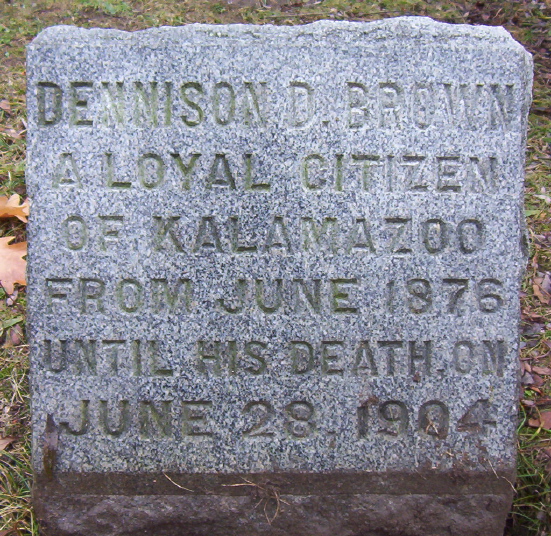 DENNISON D. BROWN
A LOYAL CITIZEN
OF KALAMAZOO
FROM JUNE 1876
UNTIL HIS DEATH, ON
JUNE 28, 1904